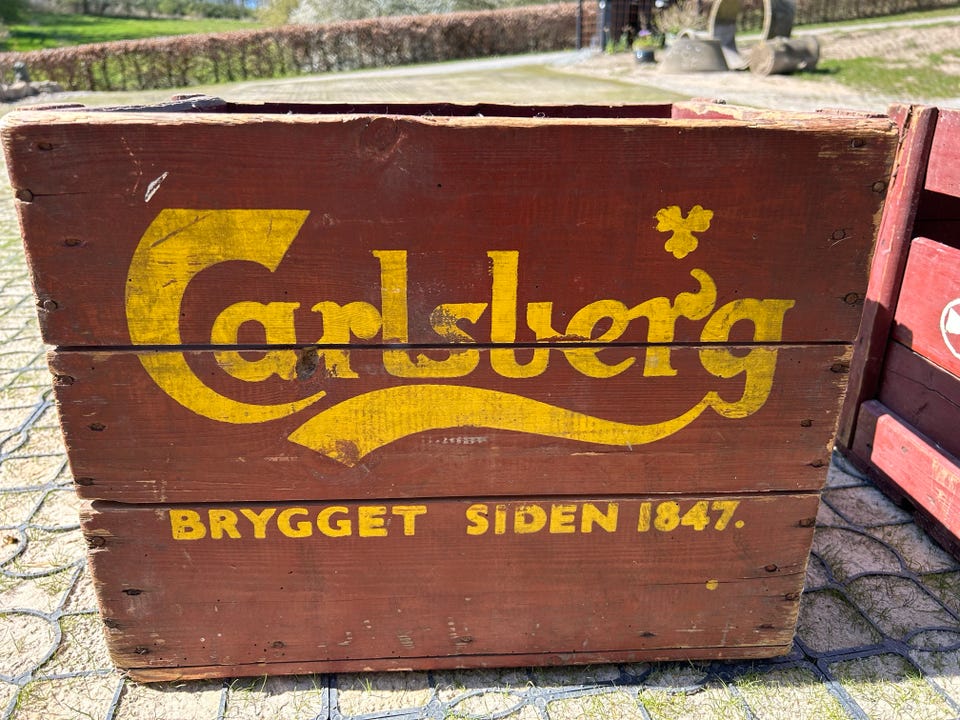 Carlsberg
BRYGGET SIDEN 1847.